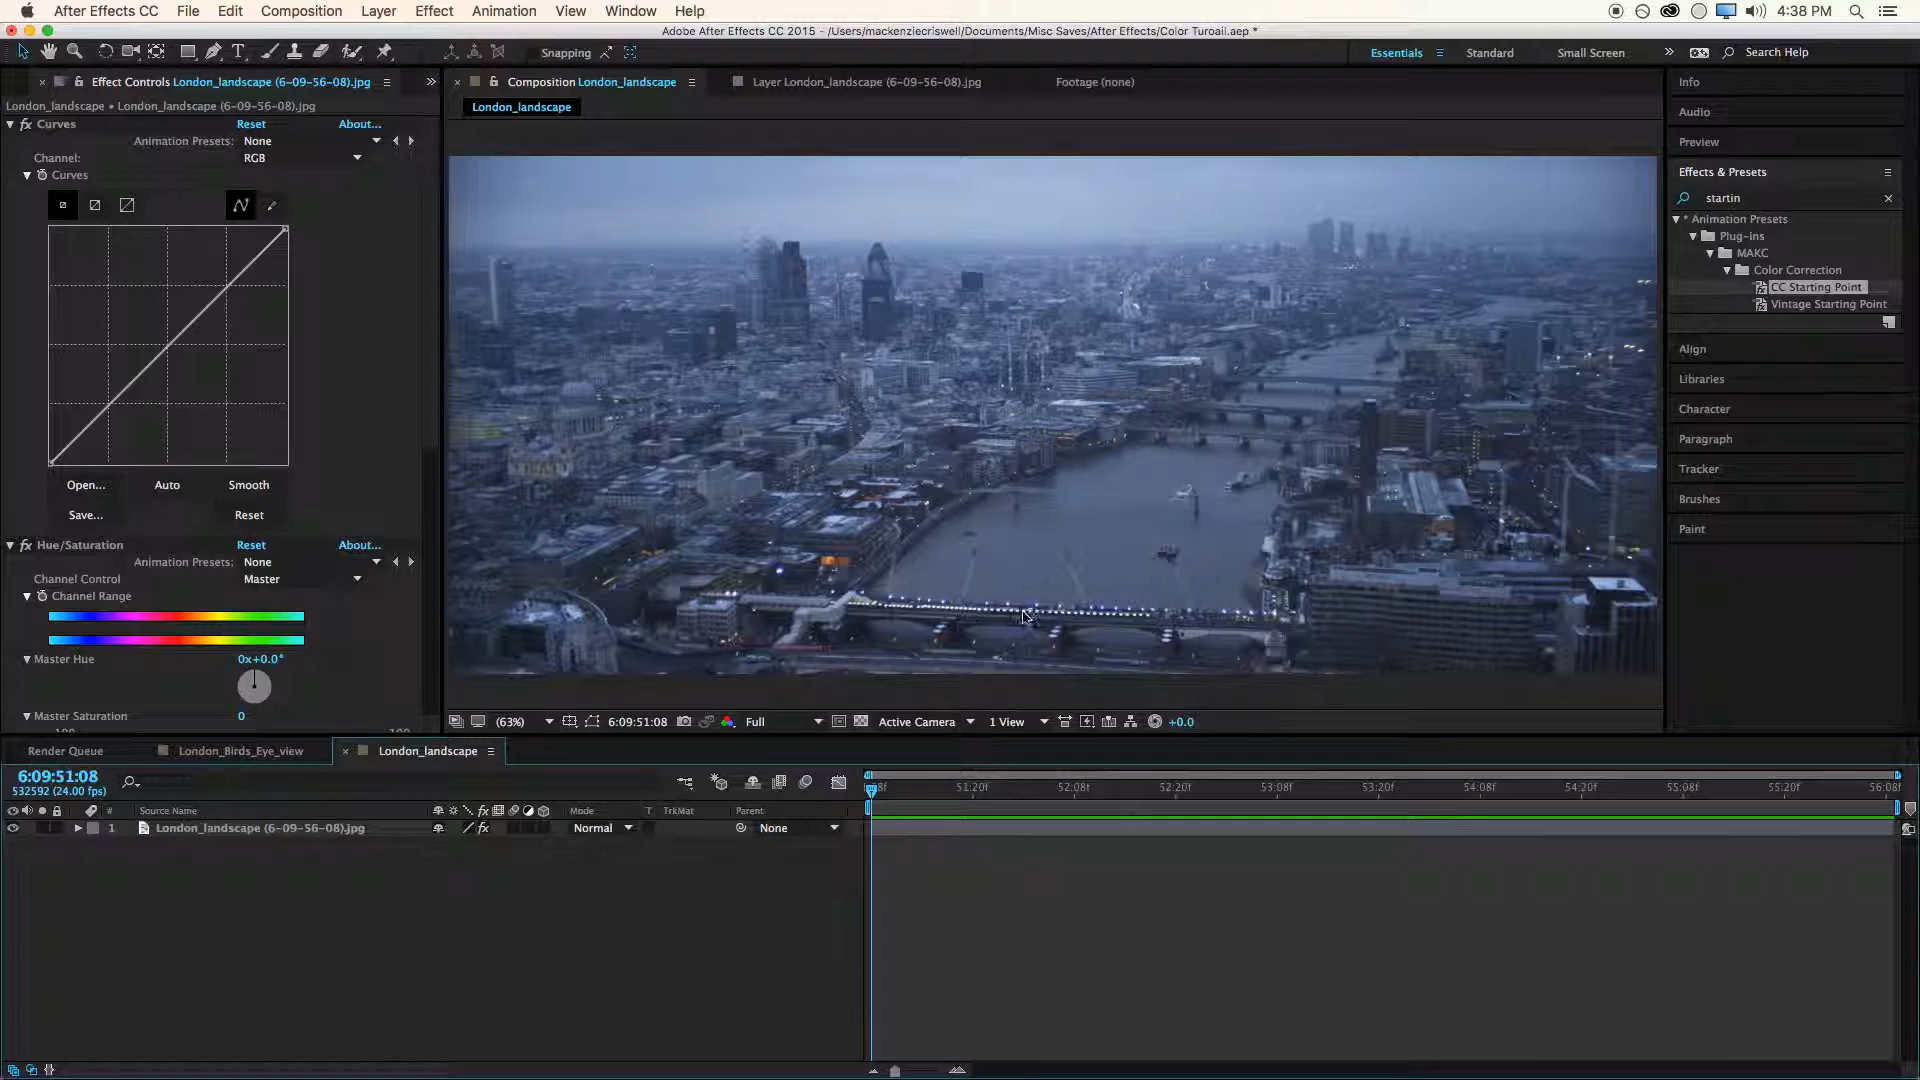 After Effects CC File Edit Composition Layer Effect Animation View Window Help 4:38 PM
Adobe After Effects CC 2015 - /Users/mackenziecriswell/Documents/Misc Saves/After Effects/Color Turoail.aep *
T Snapping Essentials Standard Small Screen » Search Help
× Effect Controls London_landscape (6-09-56-08).jpg »
London_landscape • London_landscape (6-09-56-08).jpg
fx Curves Reset About...
Animation Presets: None
Channel: RGB
Curves
Open... Auto Smooth
Save... Reset
fx Hue/Saturation Reset About...
Animation Presets: None
Channel Control Master
Channel Range
Master Hue 0x+0.0°
Master Saturation 0
× Composition London_landscape Layer London_landscape (6-09-56-08).jpg Footage (none)
London_landscape
(63%) 6:09:51:08 Full Active Camera 1 View +0.0
Info
Audio
Preview
Effects & Presets
startin ×
* Animation Presets
Plug-ins
MAKC
Color Correction
CC Starting Point
Vintage Starting Point
Align
Libraries
Character
Paragraph
Tracker
Brushes
Paint
Render Queue London_Birds_Eye_view × London_landscape
6:09:51:08
532592 (24.00 fps)
51:20f 52:08f 52:20f 53:08f 53:20f 54:08f 54:20f 55:08f 55:20f 56:08f
# Source Name fx Mode T TrkMat Parent
1 London_landscape (6-09-56-08).jpg fx Normal None